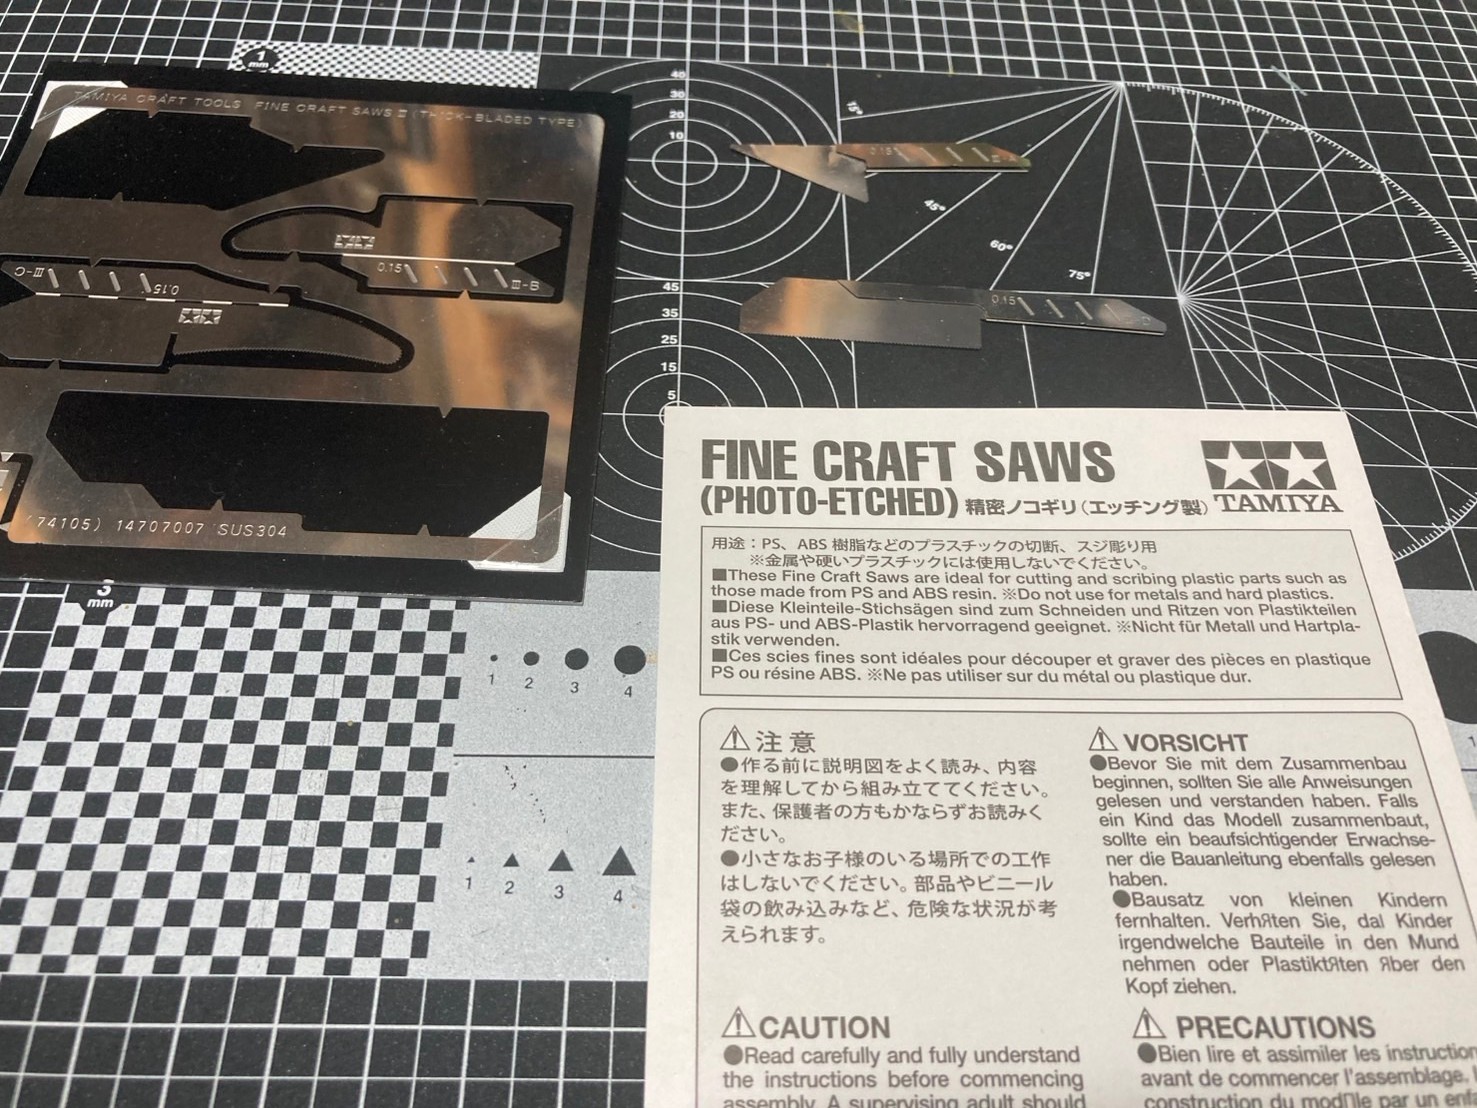 1
mm
TAMIYA CRAFT TOOLS FINE CRAFT SAWS Ⅲ (THICK-BLADED TYPE)
0.15
Ⅲ-B
Ⅲ-C
0.15
(74105) 14707007 SUS304
3
mm
40
30
20
10
15°
45°
60°
75°
45
35
25
15
5
0.15
Ⅲ-A
0.15
1
2
3
4
1
2
3
4
FINE CRAFT SAWS
(PHOTO-ETCHED) 精密ノコギリ(エッチング製)
TAMIYA
用途:PS、ABS 樹脂などのプラスチックの切断、スジ彫り用
※金属や硬いプラスチックには使用しないでください。
■These Fine Craft Saws are ideal for cutting and scribing plastic parts such as
those made from PS and ABS resin. ※Do not use for metals and hard plastics.
■Diese Kleinteile-Stichsägen sind zum Schneiden und Ritzen von Plastikteilen
aus PS- und ABS-Plastik hervorragend geeignet. ※Nicht für Metall und Hartpla-
stik verwenden.
■Ces scies fines sont idéales pour découper et graver des pièces en plastique
PS ou résine ABS. ※Ne pas utiliser sur du métal ou plastique dur.
⚠注意
●作る前に説明図をよく読み、内容
を理解してから組み立ててください。
また、保護者の方もかならずお読みく
ださい。
●小さなお子様のいる場所での工作
はしないでください。部品やビニール
袋の飲み込みなど、危険な状況が考
えられます。
⚠VORSICHT
●Bevor Sie mit dem Zusammenbau
beginnen, sollten Sie alle Anweisungen
gelesen und verstanden haben. Falls
ein Kind das Modell zusammenbaut,
sollte ein beaufsichtigender Erwachse-
ner die Bauanleitung ebenfalls gelesen
haben.
●Bausatz von kleinen Kindern
fernhalten. VerhЯten Sie, dal Kinder
irgendwelche Bauteile in den Mund
nehmen oder PlastiktЯten Яber den
Kopf ziehen.
⚠CAUTION
●Read carefully and fully understand
the instructions before commencing
assembly. A supervising adult should
⚠PRECAUTIONS
●Bien lire et assimiler les instruction
avant de commencer l'assemblage.
construction du modle par un enf